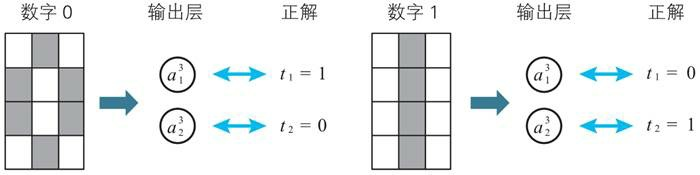 数字 0 输出层 正解 数字 1 输出层 正解
a₁³ t₁ = 1 a₁³ t₁ = 0
a₂³ t₂ = 0 a₂³ t₂ = 1